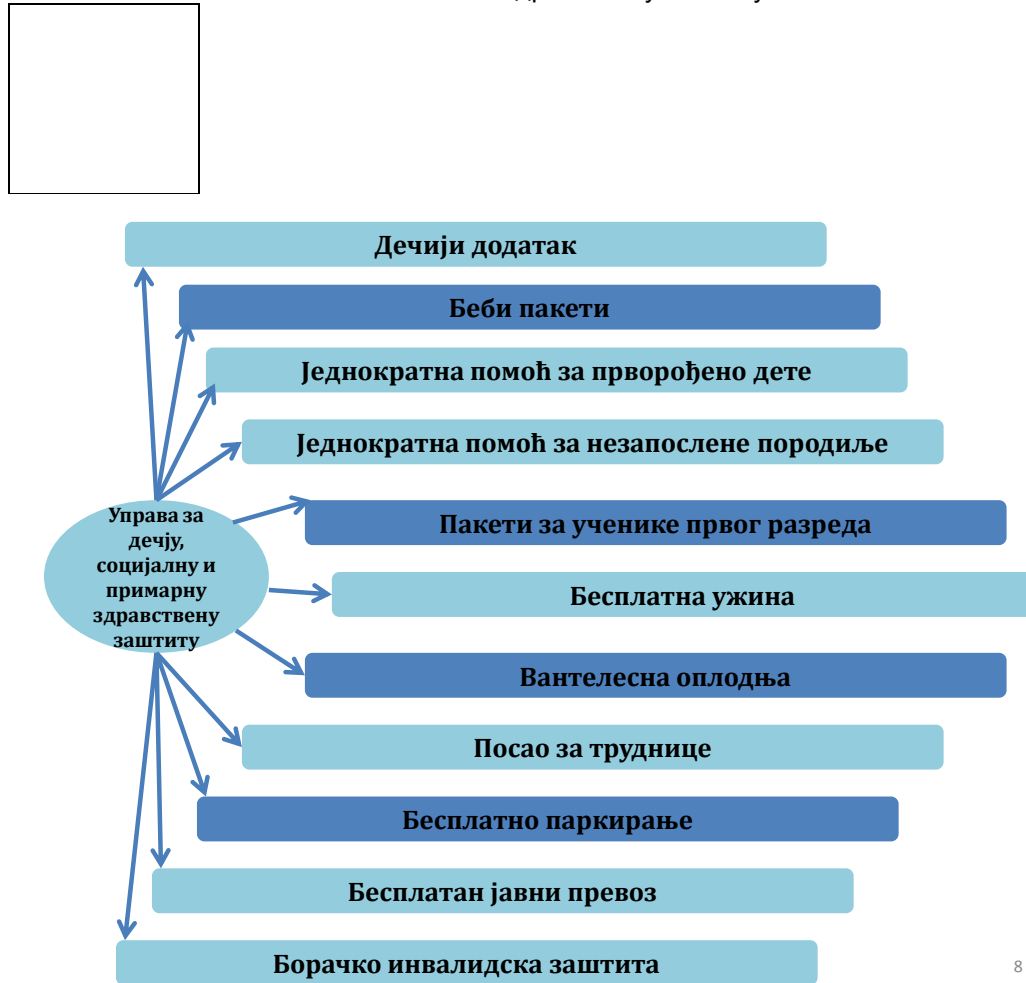 Дечији додатак
Беби пакети
Једнократна помоћ за прворођено дете
Једнократна помоћ за незапослене породиље
Управа за
дечју,
социјалну и
примарну
здравствену
заштиту
Пакети за ученике првог разреда
Бесплатна ужина
Вантелесна оплодња
Посао за труднице
Бесплатно паркирање
Бесплатан јавни превоз
Борачко инвалидска заштита
8